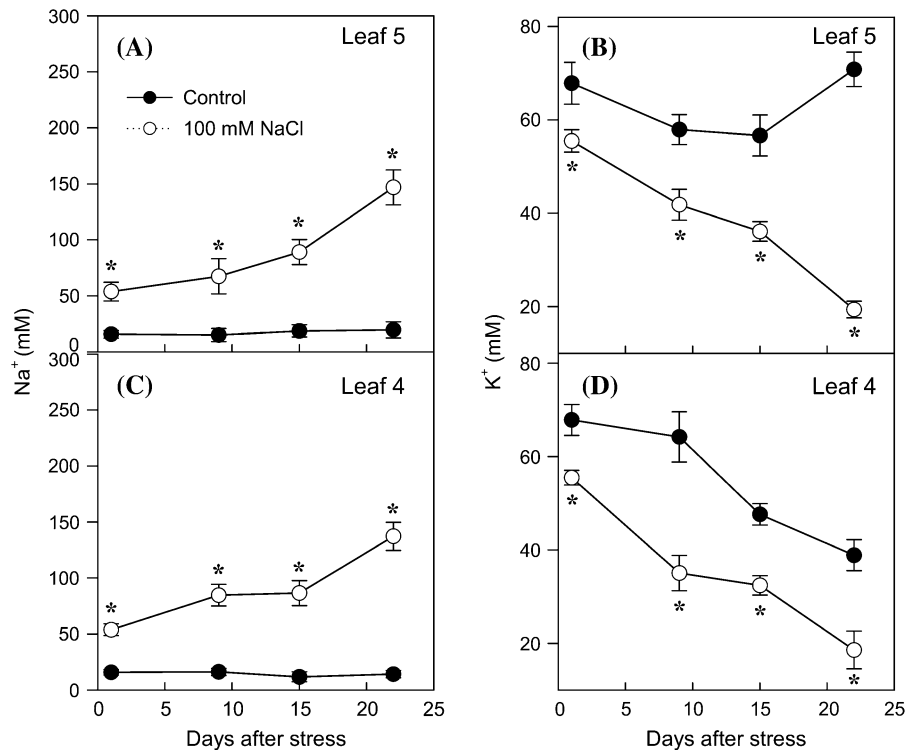 300
(A)
Leaf 5
250
Control
200
100 mM NaCl
150
*
*
*
*
100
50
0
80
(B)
Leaf 5
60
*
40
*
*
20
*
Na⁺ (mM)
K⁺ (mM)
300
(C)
Leaf 4
250
200
150
*
*
*
*
100
50
0
0 5 10 15 20 25
Days after stress
80
(D)
Leaf 4
60
*
40
*
*
20
*
0 5 10 15 20 25
Days after stress